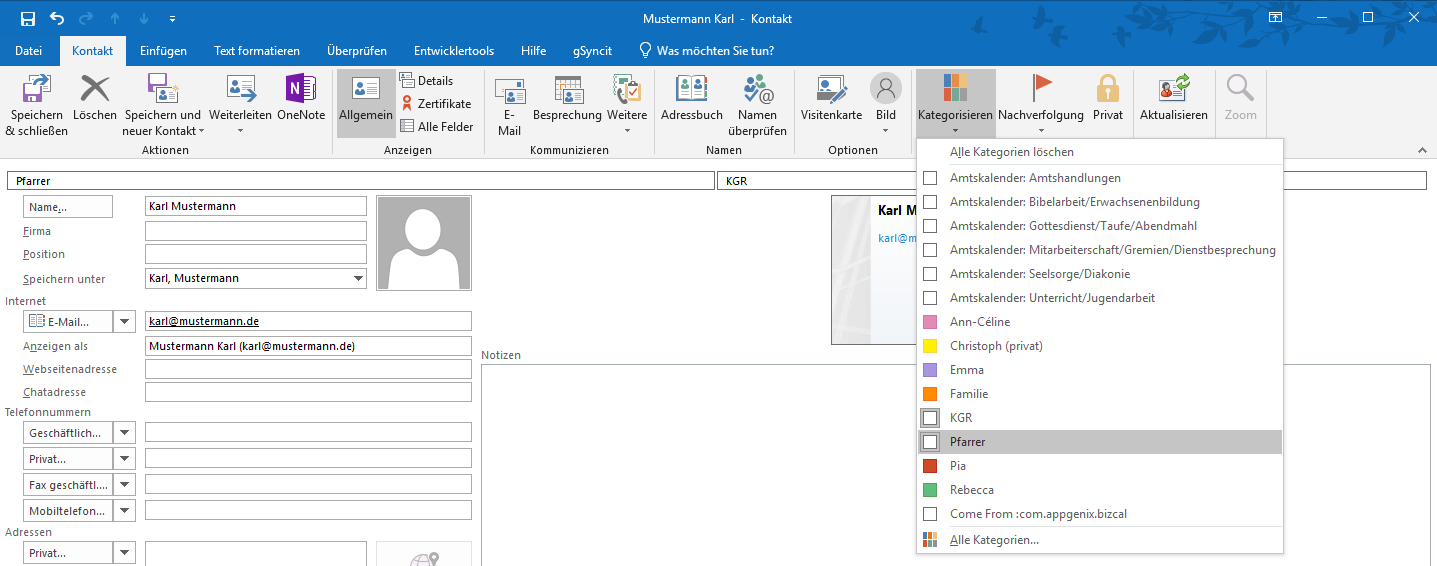 Mustermann Karl - Kontakt
Datei Kontakt Einfügen Text formatieren Überprüfen Entwicklertools Hilfe gSyncit Was möchten Sie tun?
Speichern & schließen
Löschen
Speichern und neuer Kontakt
Weiterleiten
OneNote
Aktionen
Allgemein
Details
Zertifikate
Alle Felder
Anzeigen
E-Mail
Besprechung
Weitere
Kommunizieren
Adressbuch
Namen überprüfen
Namen
Visitenkarte
Bild
Optionen
Kategorisieren
Nachverfolgung
Privat
Aktualisieren
Zoom
Pfarrer
KGR
Name...
Karl Mustermann
Firma
Position
Speichern unter
Karl, Mustermann
Internet
E-Mail...
karl@mustermann.de
Anzeigen als
Mustermann Karl (karl@mustermann.de)
Webseitenadresse
Chatadresse
Telefonnummern
Geschäftlich...
Privat...
Fax geschäftl....
Mobiltelefon...
Adressen
Privat...
Karl M
karl@m
Notizen
Alle Kategorien löschen
Amtskalender: Amtshandlungen
Amtskalender: Bibelarbeit/Erwachsenenbildung
Amtskalender: Gottesdienst/Taufe/Abendmahl
Amtskalender: Mitarbeiterschaft/Gremien/Dienstbesprechung
Amtskalender: Seelsorge/Diakonie
Amtskalender: Unterricht/Jugendarbeit
Ann-Céline
Christoph (privat)
Emma
Familie
KGR
Pfarrer
Pia
Rebecca
Come From :com.appgenix.bizcal
Alle Kategorien...